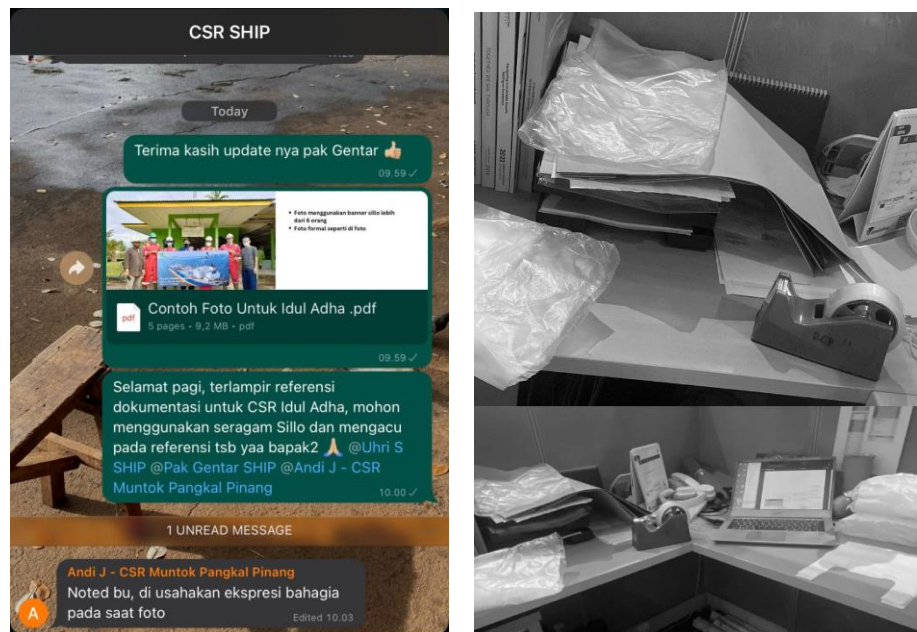 CSR SHIP
Today
Terima kasih update nya pak Gentar 👍🏼
09.59 ✓
• Foto menggunakan banner sillo lebih
dari 6 orang
• Foto formal seperti di foto
pdf
Contoh Foto Untuk Idul Adha .pdf
5 pages • 9,2 MB • pdf
09.59 ✓
Selamat pagi, terlampir referensi
dokumentasi untuk CSR Idul Adha, mohon
menggunakan seragam Sillo dan mengacu
pada referensi tsb yaa bapak2 🙏🏼 @Uhri S
SHIP @Pak Gentar SHIP @Andi J - CSR
Muntok Pangkal Pinang
10.00 ✓
1 UNREAD MESSAGE
Andi J - CSR Muntok Pangkal Pinang
Noted bu, di usahakan ekspresi bahagia
pada saat foto
Edited 10.03
A